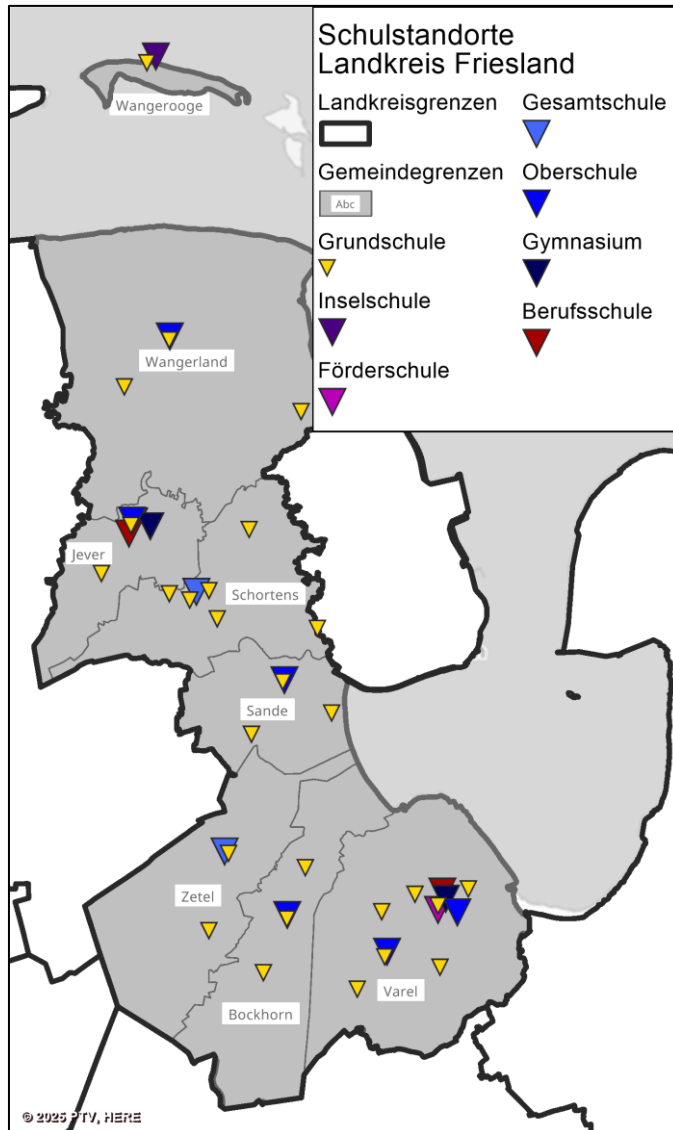 Schulstandorte
Landkreis Friesland
Landkreisgrenzen
Gemeindegrenzen
Abc
Grundschule
Inselschule
Förderschule
Gesamtschule
Oberschule
Gymnasium
Berufsschule
Wangerooge
Wangerland
Jever
Schortens
Sande
Zetel
Bockhorn
Varel
© 2025 PTV, HERE